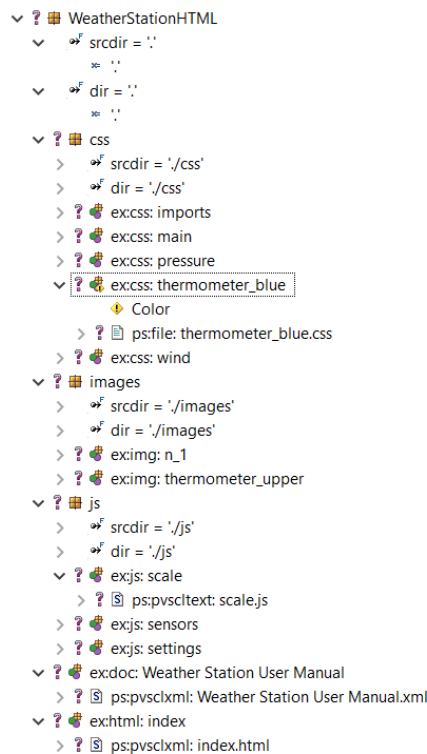 WeatherStationHTML
srcdir = '.'
'.'
dir = '.'
'.'
css
srcdir = './css'
dir = './css'
ex:css: imports
ex:css: main
ex:css: pressure
ex:css: thermometer_blue
Color
ps:file: thermometer_blue.css
ex:css: wind
images
srcdir = './images'
dir = './images'
ex:img: n_1
ex:img: thermometer_upper
js
srcdir = './js'
dir = './js'
ex:js: scale
ps:pvscltext: scale.js
ex:js: sensors
ex:js: settings
ex:doc: Weather Station User Manual
ps:pvsclxml: Weather Station User Manual.xml
ex:html: index
ps:pvsclxml: index.html